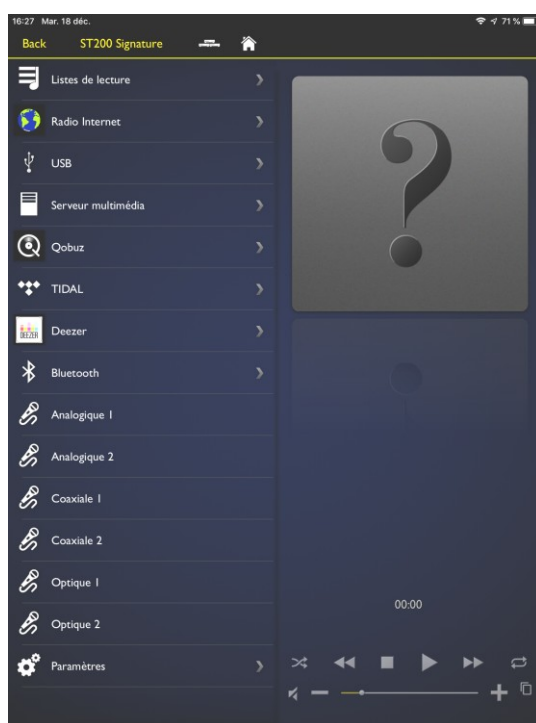 16:27 Mar. 18 déc. 71 %
Back ST200 Signature
Listes de lecture
Radio Internet
USB
Serveur multimédia
Qobuz
TIDAL
DEEZER Deezer
Bluetooth
Analogique 1
Analogique 2
Coaxiale 1
Coaxiale 2
Optique 1
Optique 2
Paramètres
?
00:00